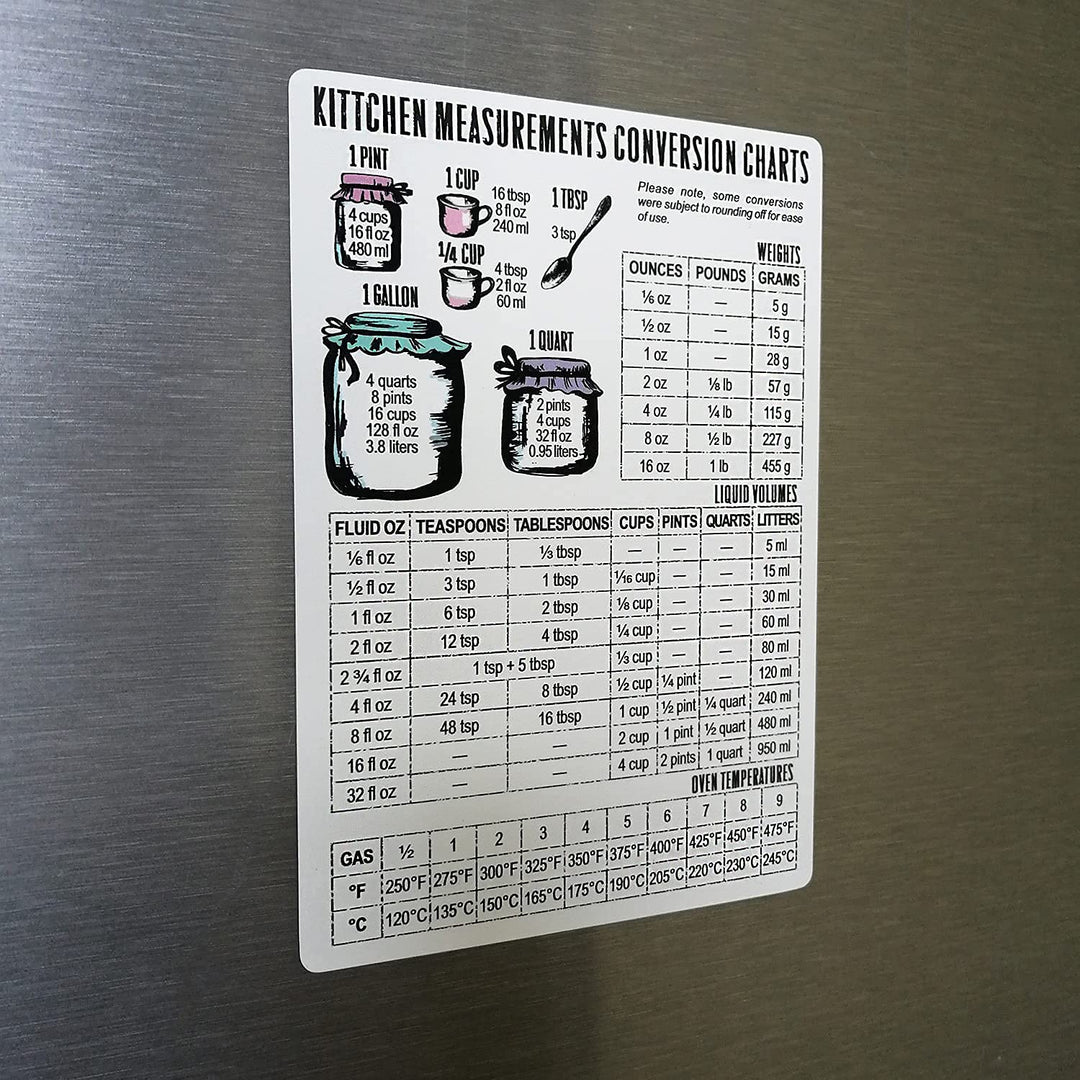 KITTCHEN MEASUREMENTS CONVERSION CHARTS
1 PINT
4 cups
16 fl oz
480 ml
1 CUP
16 tbsp
8 fl oz
240 ml
1/4 CUP
4 tbsp
2 fl oz
60 ml
1 TBSP
3 tsp
Please note, some conversions
were subject to rounding off for ease
of use.
1 GALLON
4 quarts
8 pints
16 cups
128 fl oz
3.8 liters
1 QUART
2 pints
4 cups
32 fl oz
0.95 liters
WEIGHTS
OUNCES POUNDS GRAMS
⅙ oz — 5 g
½ oz — 15 g
1 oz — 28 g
2 oz ⅛ lb 57 g
4 oz ¼ lb 115 g
8 oz ½ lb 227 g
16 oz 1 lb 455 g
LIQUID VOLUMES
FLUID OZ TEASPOONS TABLESPOONS CUPS PINTS QUARTS LITTERS
⅙ fl oz 1 tsp ⅓ tbsp — — — 5 ml
½ fl oz 3 tsp 1 tbsp 1⁄16 cup — — 15 ml
1 fl oz 6 tsp 2 tbsp ⅛ cup — — 30 ml
2 fl oz 12 tsp 4 tbsp ¼ cup — — 60 ml
2 ¾ fl oz 1 tsp + 5 tbsp ⅓ cup — — 80 ml
4 fl oz 24 tsp 8 tbsp ½ cup ¼ pint — 120 ml
8 fl oz 48 tsp 16 tbsp 1 cup ½ pint ¼ quart 240 ml
16 fl oz — — 2 cup 1 pint ½ quart 480 ml
32 fl oz — — 4 cup 2 pints 1 quart 950 ml
OVEN TEMPERATURES
GAS ½ 1 2 3 4 5 6 7 8 9
°F 250°F 275°F 300°F 325°F 350°F 375°F 400°F 425°F 450°F 475°F
°C 120°C 135°C 150°C 165°C 175°C 190°C 205°C 220°C 230°C 245°C